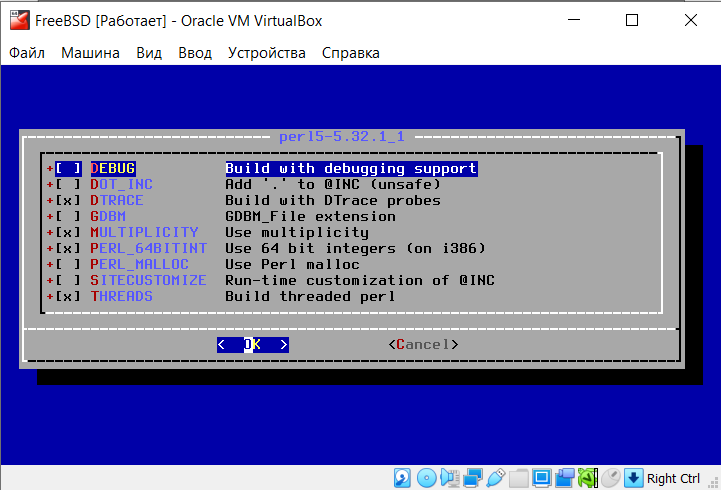 FreeBSD [Работает] - Oracle VM VirtualBox
Файл Машина Вид Ввод Устройства Справка
perl5-5.32.1_1
+[ ] DEBUG Build with debugging support
+[ ] DOT_INC Add '.' to @INC (unsafe)
+[x] DTRACE Build with DTrace probes
+[ ] GDBM GDBM_File extension
+[x] MULTIPLICITY Use multiplicity
+[x] PERL_64BITINT Use 64 bit integers (on i386)
+[ ] PERL_MALLOC Use Perl malloc
+[ ] SITECUSTOMIZE Run-time customization of @INC
+[x] THREADS Build threaded perl
< OK > <Cancel>
Right Ctrl